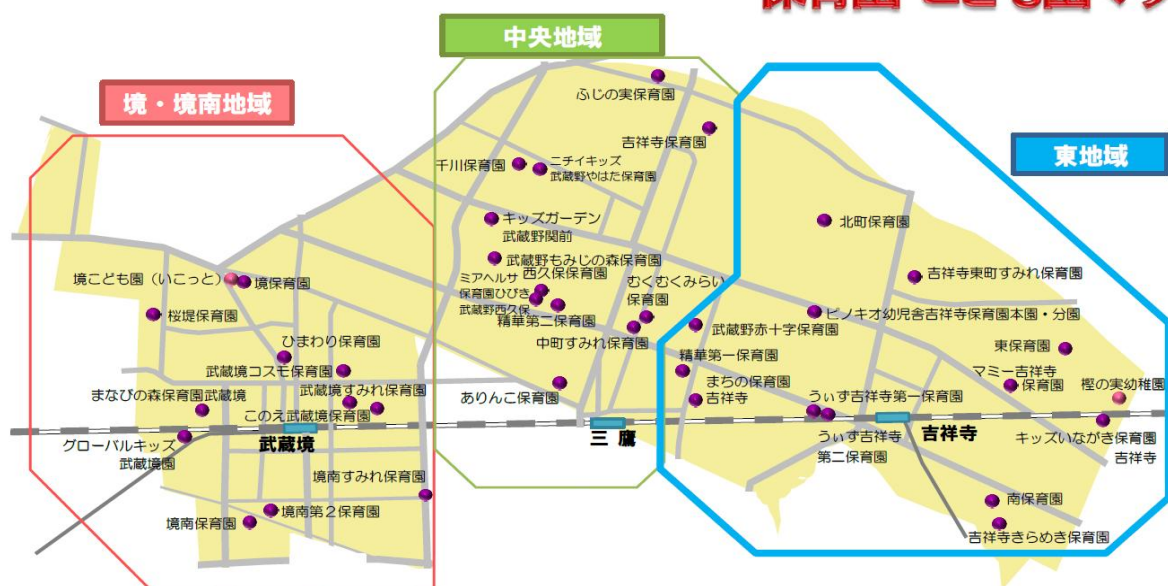 保育園・こども園マップ
中央地域
境・境南地域
東地域
ふじの実保育園
吉祥寺保育園
千川保育園
ニチイキッズ
武蔵野やはた保育園
キッズガーデン
武蔵野関前
武蔵野もみじの森保育園
西久保保育園
ミアヘルサ
保育園ひびき
武蔵野西久保
精華第二保育園
むくむくみらい
保育園
中町すみれ保育園
ありんこ保育園
三鷹
境こども園(いこっと)
境保育園
桜堤保育園
ひまわり保育園
武蔵境コスモ保育園
武蔵境すみれ保育園
まなびの森保育園武蔵境
このえ武蔵境保育園
グローバルキッズ
武蔵境園
武蔵境
境南すみれ保育園
境南第2保育園
境南保育園
北町保育園
吉祥寺東町すみれ保育園
ピノキオ幼児舎吉祥寺保育園本園・分園
武蔵野赤十字保育園
東保育園
精華第一保育園
マミー吉祥寺
保育園
まちの保育園
吉祥寺
樫の実幼稚園
うぃず吉祥寺第一保育園
うぃず吉祥寺
第二保育園
吉祥寺
キッズいながき保育園
吉祥寺
南保育園
吉祥寺きらめき保育園